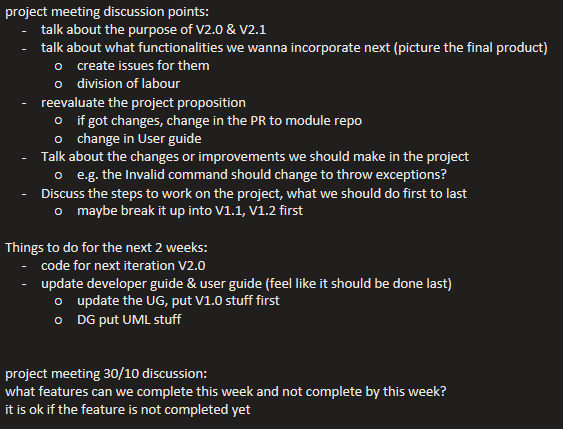 project meeting discussion points:
- talk about the purpose of V2.0 & V2.1
- talk about what functionalities we wanna incorporate next (picture the final product)
o create issues for them
o division of labour
- reevaluate the project proposition
o if got changes, change in the PR to module repo
o change in User guide
- Talk about the changes or improvements we should make in the project
o e.g. the Invalid command should change to throw exceptions?
- Discuss the steps to work on the project, what we should do first to last
o maybe break it up into V1.1, V1.2 first
Things to do for the next 2 weeks:
- code for next iteration V2.0
- update developer guide & user guide (feel like it should be done last)
o update the UG, put V1.0 stuff first
o DG put UML stuff
project meeting 30/10 discussion:
what features can we complete this week and not complete by this week?
it is ok if the feature is not completed yet